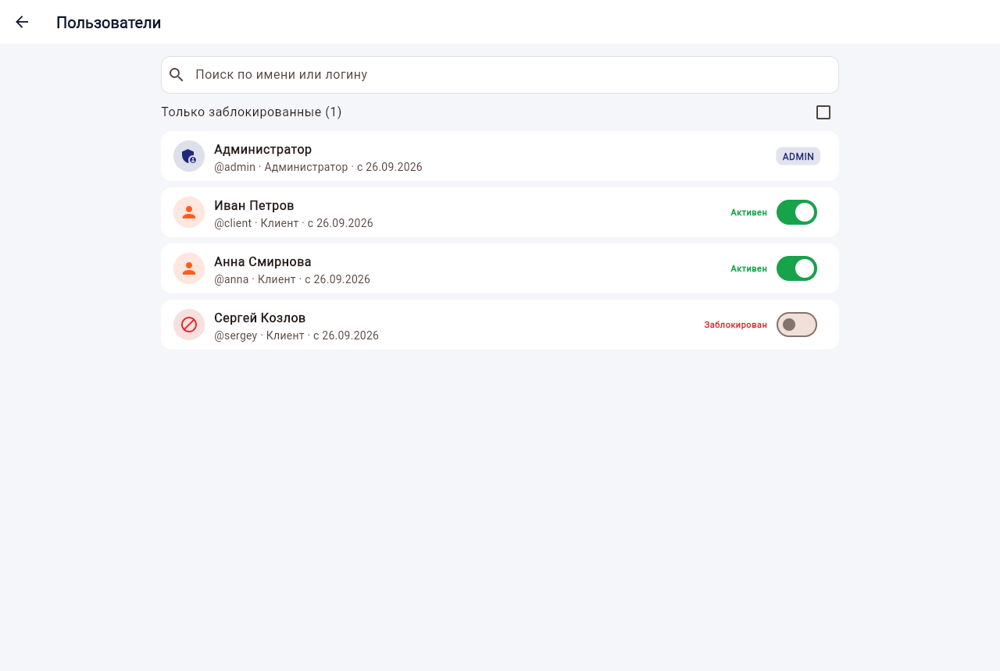 Пользователи
Поиск по имени или логину
Только заблокированные (1)
Администратор
@admin · Администратор · с 26.09.2026
ADMIN
Иван Петров
@client · Клиент · с 26.09.2026
Активен
Анна Смирнова
@anna · Клиент · с 26.09.2026
Активен
Сергей Козлов
@sergey · Клиент · с 26.09.2026
Заблокирован